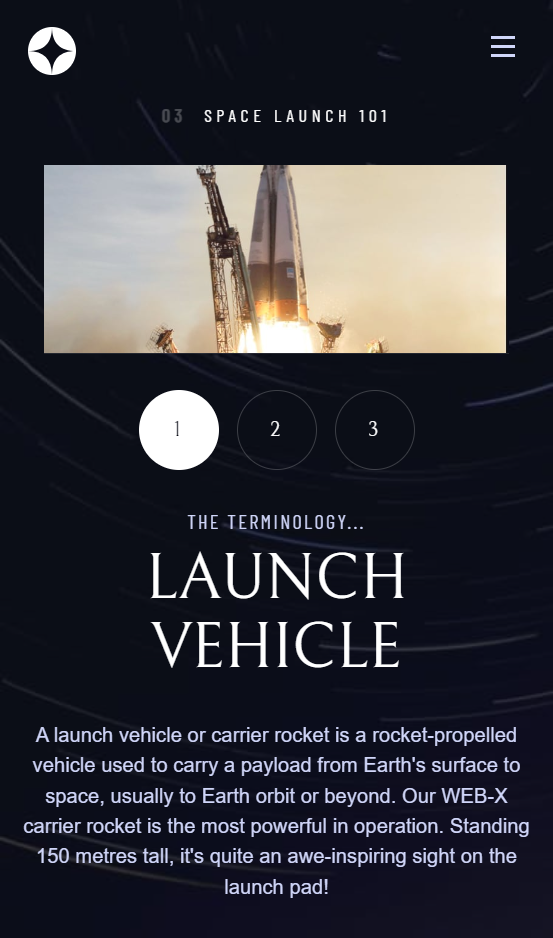 03 SPACE LAUNCH 101
1 2 3
THE TERMINOLOGY...
LAUNCH
VEHICLE
A launch vehicle or carrier rocket is a rocket-propelled
vehicle used to carry a payload from Earth's surface to
space, usually to Earth orbit or beyond. Our WEB-X
carrier rocket is the most powerful in operation. Standing
150 metres tall, it's quite an awe-inspiring sight on the
launch pad!